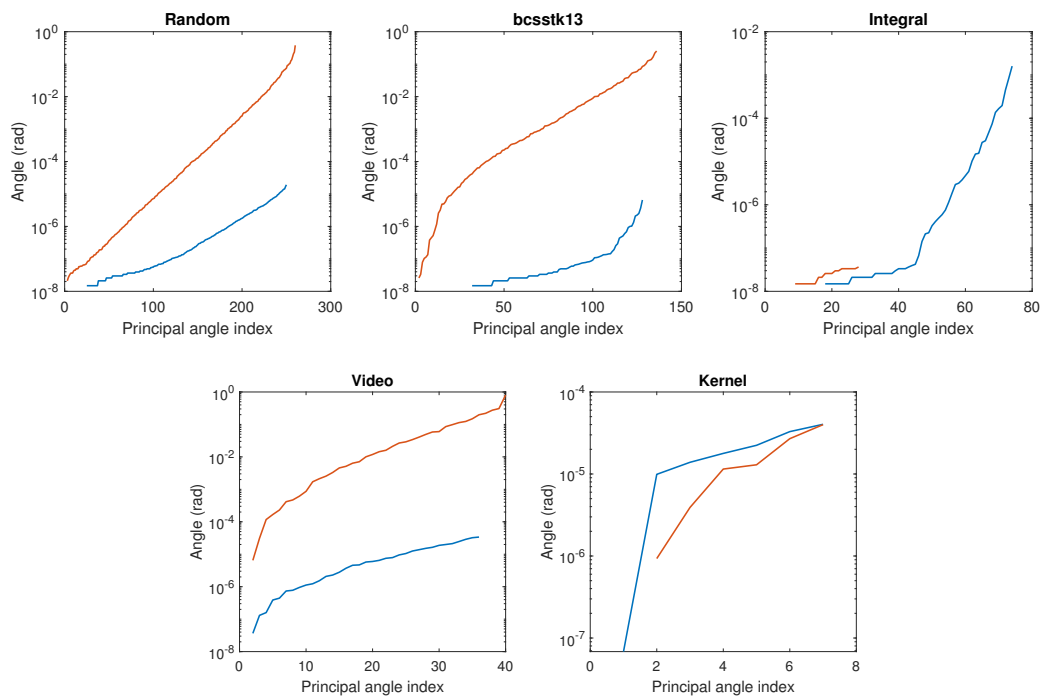 Random
10^0
10^-2
10^-4
10^-6
10^-8
0 100 200 300
Angle (rad)
Principal angle index
bcsstk13
10^0
10^-2
10^-4
10^-6
10^-8
0 50 100 150
Angle (rad)
Principal angle index
Integral
10^-2
10^-4
10^-6
10^-8
0 20 40 60 80
Angle (rad)
Principal angle index
Video
10^0
10^-2
10^-4
10^-6
10^-8
0 10 20 30 40
Angle (rad)
Principal angle index
Kernel
10^-4
10^-5
10^-6
10^-7
0 2 4 6 8
Angle (rad)
Principal angle index